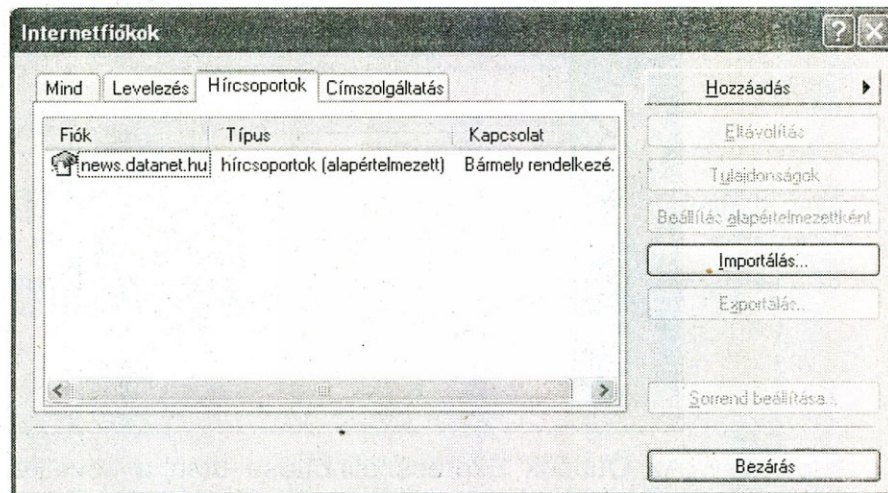 Internetfiókok
Mind Levelezés Hírcsoportok Címszolgáltatás
Fiók Típus Kapcsolat
news.datanet.hu hírcsoportok (alapértelmezett) Bármely rendelkezé.
Hozzáadás
Eltávolítás
Tulajdonságok
Beállítás alapértelmezettként
Importálás...
Exportálás...
Sorrend beállítása...
Bezárás